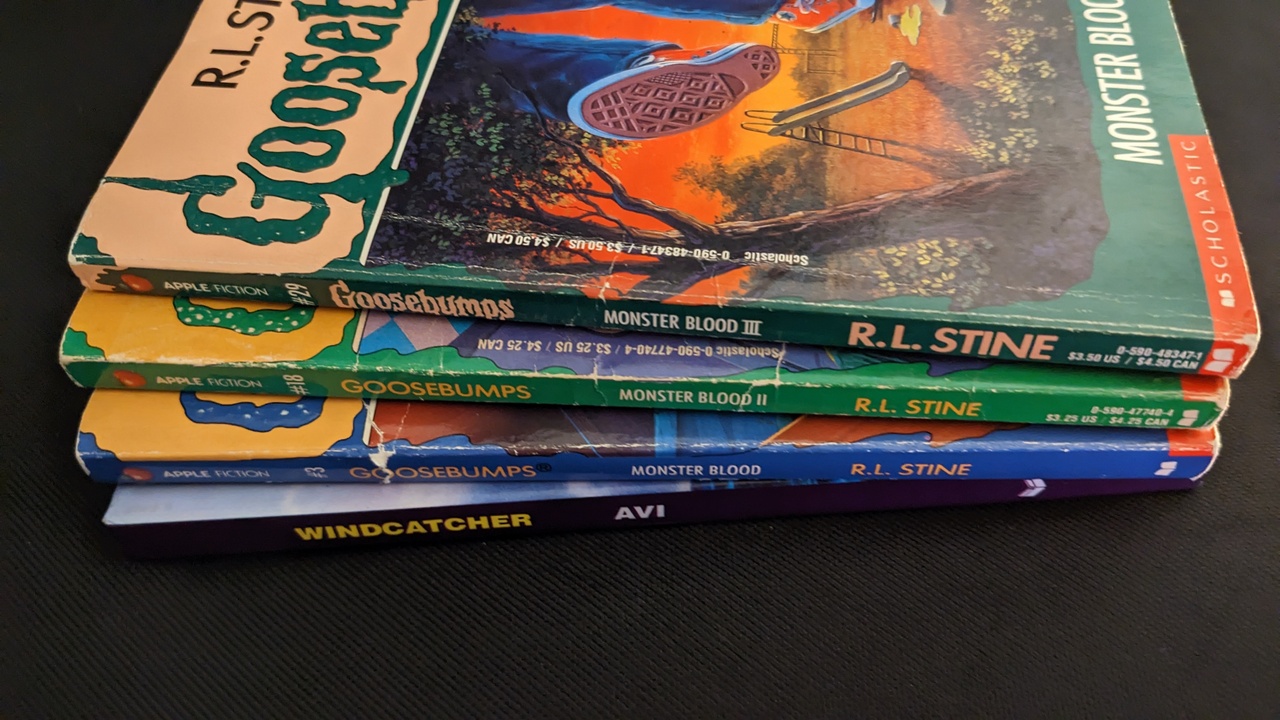 R.L.ST
Gooseb
MONSTER BLOO
SCHOLASTIC
Scholastic 0-590-48347-1 / $3.50 US / $4.50 CAN
APPLE FICTION #29 Goosebumps MONSTER BLOOD III R.L. STINE 0-590-48347-1
$3.50 US / $4.50 CAN
Scholastic 0-590-47740-4 / $3.25 US / $4.25 CAN
APPLE FICTION #18 GOOSEBUMPS MONSTER BLOOD II R.L. STINE 0-590-47740-4
$3.25 US / $4.25 CAN
APPLE FICTION #3 GOOSEBUMPS® MONSTER BLOOD R.L. STINE
WINDCATCHER AVI